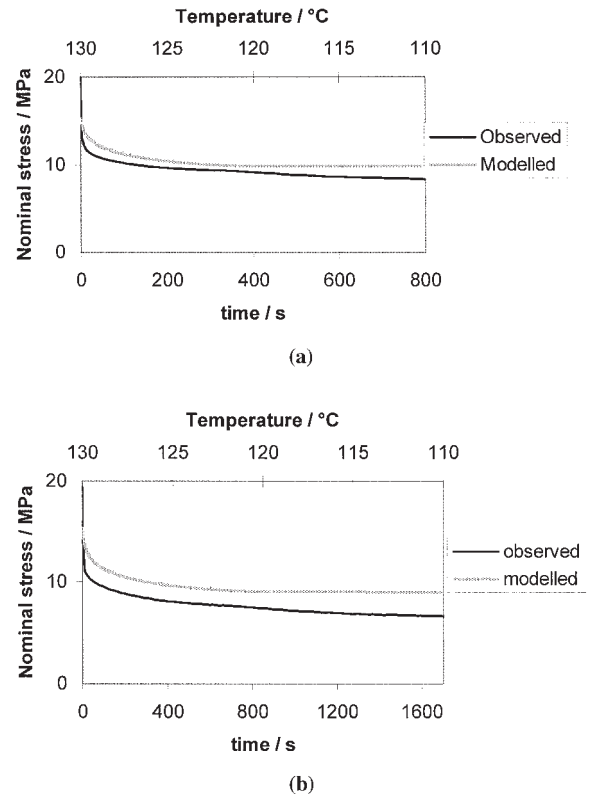 Temperature / °C
130 125 120 115 110
20
10
0
Nominal stress / MPa
Observed
Modelled
0 200 400 600 800
time / s
(a)
Temperature / °C
130 125 120 115 110
20
10
0
Nominal stress / MPa
observed
modelled
0 400 800 1200 1600
time / s
(b)